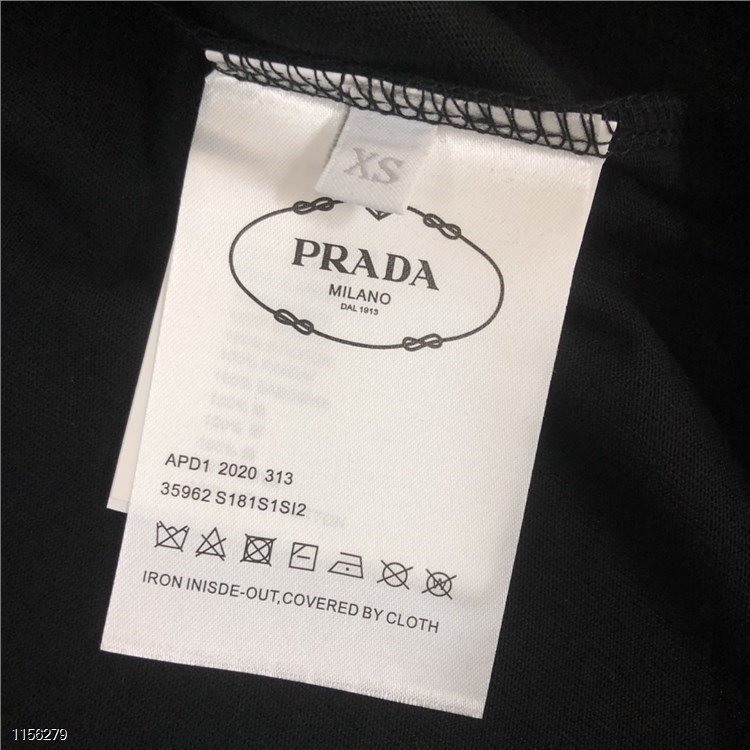 XS
PRADA
MILANO
DAL 1913
APD1 2020 313
35962 S181S1SI2
IRON INISDE-OUT,COVERED BY CLOTH
1156279